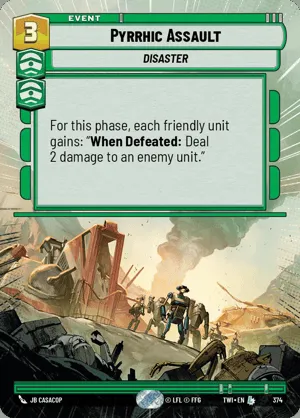 EVENT
3
PYRRHIC ASSAULT
DISASTER
For this phase, each friendly unit
gains: “When Defeated: Deal
2 damage to an enemy unit.”
JB CASACOP
© LFL © FFG
TWI • EN
374